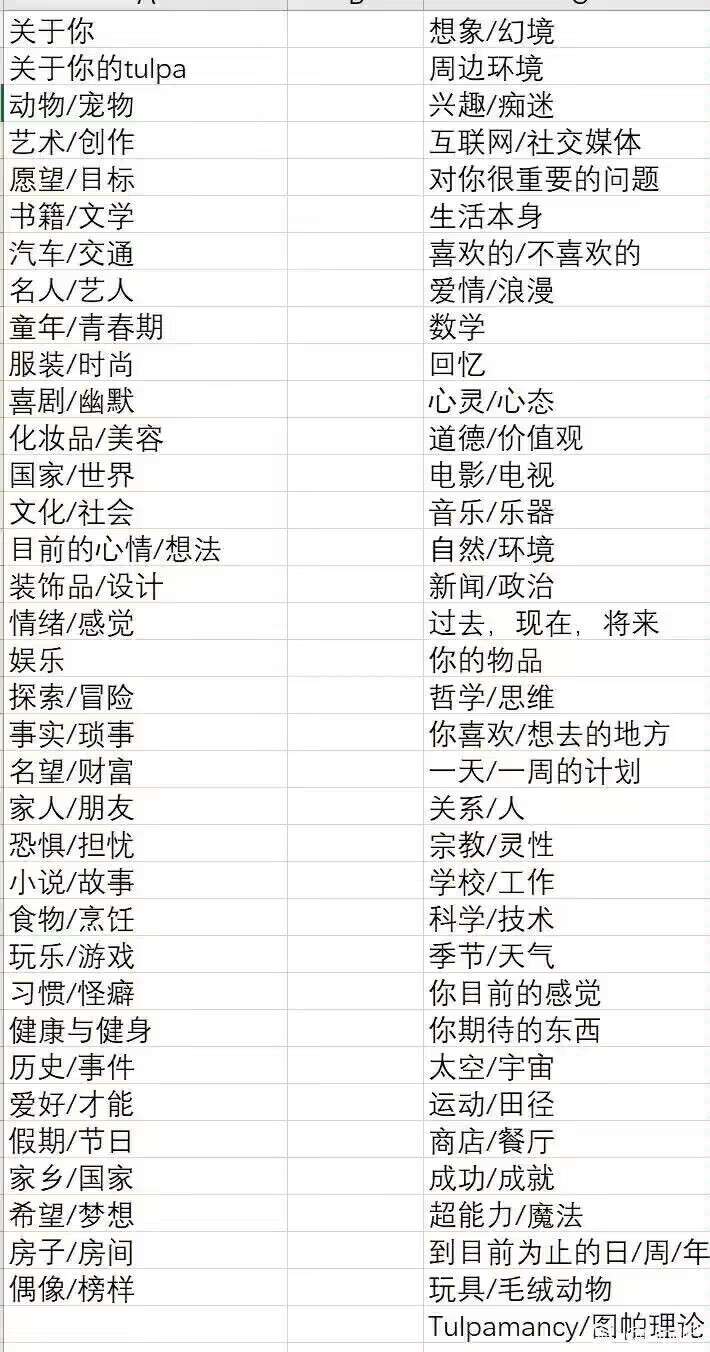 关于你
关于你的tulpa
动物/宠物
艺术/创作
愿望/目标
书籍/文学
汽车/交通
名人/艺人
童年/青春期
服装/时尚
喜剧/幽默
化妆品/美容
国家/世界
文化/社会
目前的心情/想法
装饰品/设计
情绪/感觉
娱乐
探索/冒险
事实/琐事
名望/财富
家人/朋友
恐惧/担忧
小说/故事
食物/烹饪
玩乐/游戏
习惯/怪癖
健康与健身
历史/事件
爱好/才能
假期/节日
家乡/国家
希望/梦想
房子/房间
偶像/榜样
想象/幻境
周边环境
兴趣/痴迷
互联网/社交媒体
对你很重要的问题
生活本身
喜欢的/不喜欢的
爱情/浪漫
数学
回忆
心灵/心态
道德/价值观
电影/电视
音乐/乐器
自然/环境
新闻/政治
过去，现在，将来
你的物品
哲学/思维
你喜欢/想去的地方
一天/一周的计划
关系/人
宗教/灵性
学校/工作
科学/技术
季节/天气
你目前的感觉
你期待的东西
太空/宇宙
运动/田径
商店/餐厅
成功/成就
超能力/魔法
到目前为止的日/周/年
玩具/毛绒动物
Tulpamancy/图帕理论